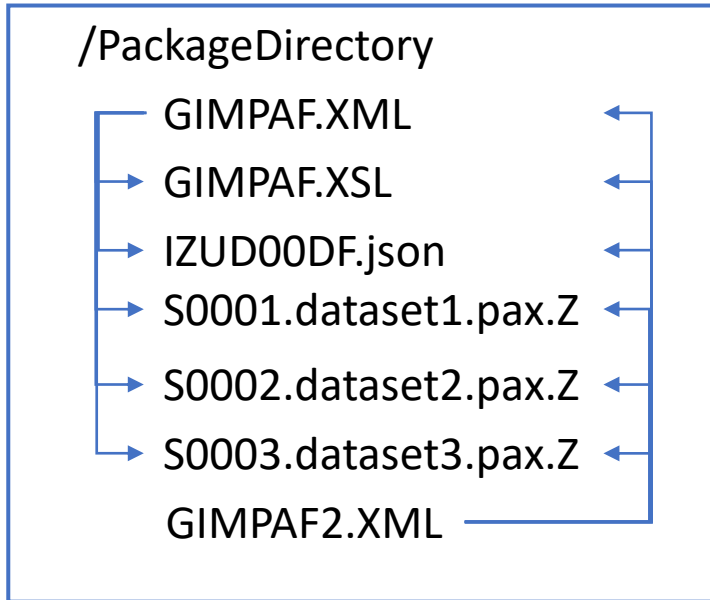 /PackageDirectory
GIMPAF.XML
GIMPAF.XSL
IZUD00DF.json
S0001.dataset1.pax.Z
S0002.dataset2.pax.Z
S0003.dataset3.pax.Z
GIMPAF2.XML